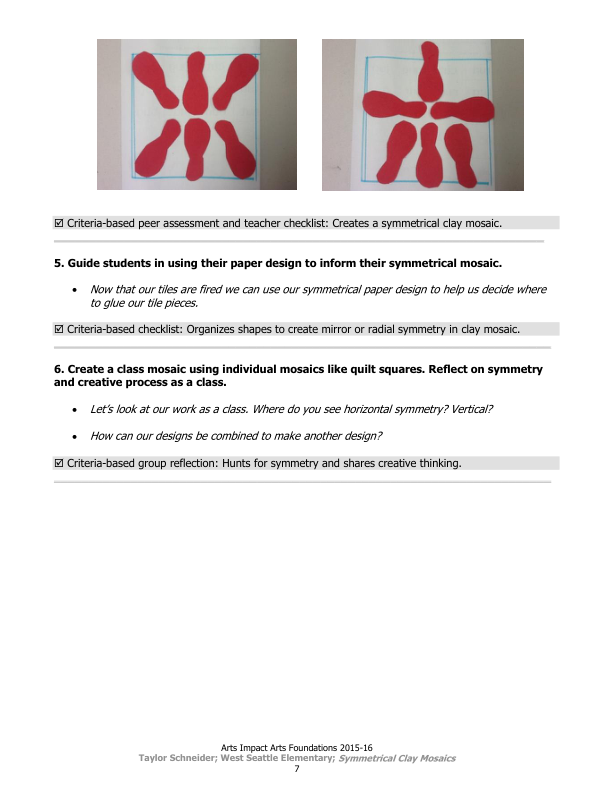 ☑ Criteria-based peer assessment and teacher checklist: Creates a symmetrical clay mosaic.
5. Guide students in using their paper design to inform their symmetrical mosaic.
• Now that our tiles are fired we can use our symmetrical paper design to help us decide where
to glue our tile pieces.
☑ Criteria-based checklist: Organizes shapes to create mirror or radial symmetry in clay mosaic.
6. Create a class mosaic using individual mosaics like quilt squares. Reflect on symmetry
and creative process as a class.
• Let's look at our work as a class. Where do you see horizontal symmetry? Vertical?
• How can our designs be combined to make another design?
☑ Criteria-based group reflection: Hunts for symmetry and shares creative thinking.
Arts Impact Arts Foundations 2015-16
Taylor Schneider; West Seattle Elementary; Symmetrical Clay Mosaics
7